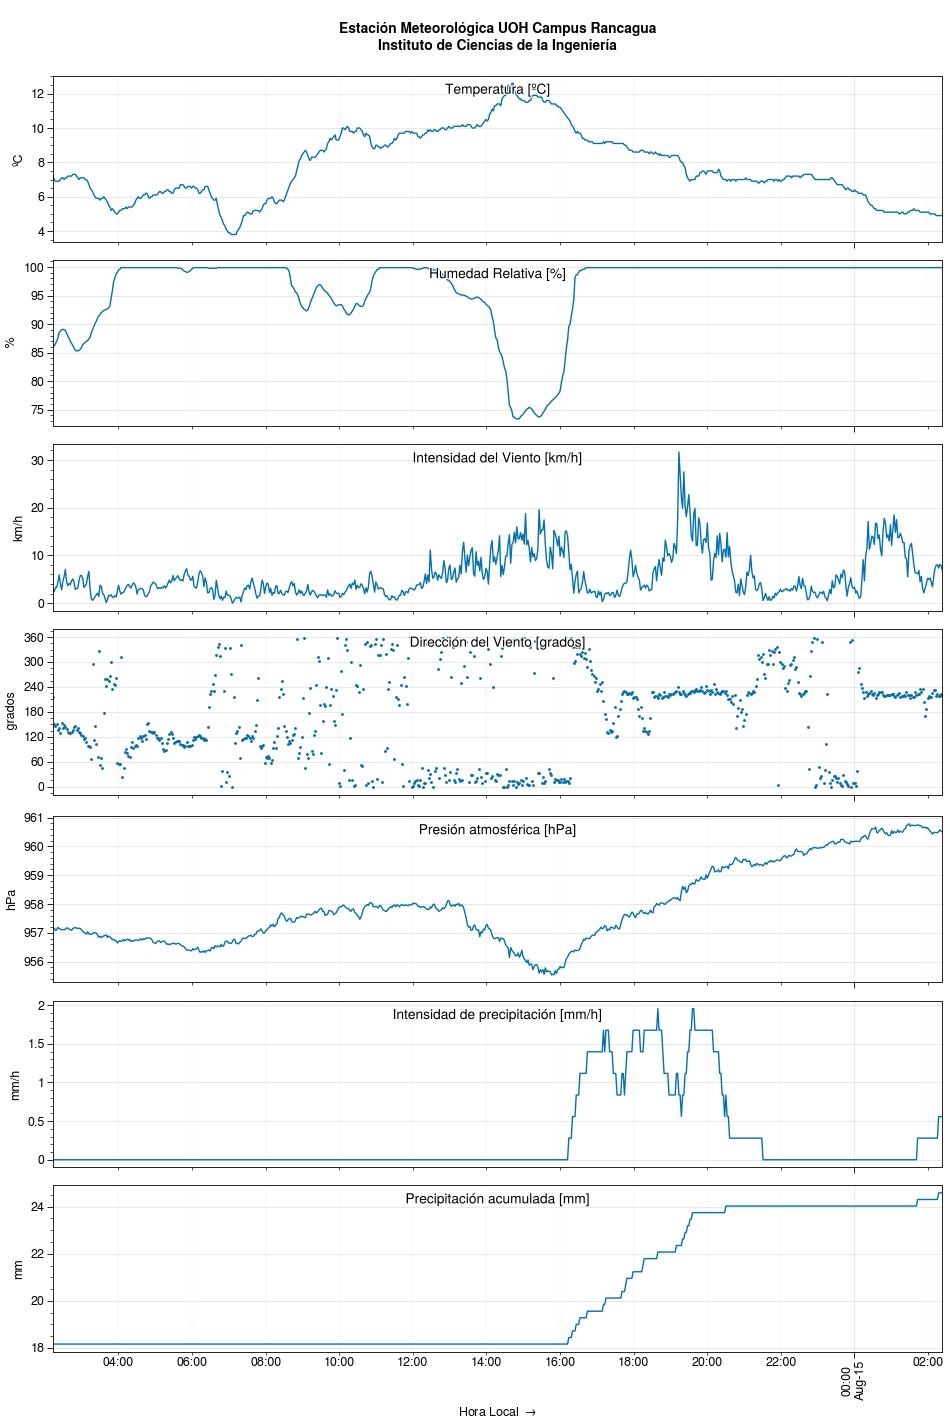 Estación Meteorológica UOH Campus Rancagua
Instituto de Ciencias de la Ingeniería
Temperatura [ºC]
ºC
12
10
8
6
4
Humedad Relativa [%]
%
100
95
90
85
80
75
Intensidad del Viento [km/h]
km/h
30
20
10
0
Dirección del Viento [grados]
grados
360
300
240
180
120
60
0
Presión atmosférica [hPa]
hPa
961
960
959
958
957
956
Intensidad de precipitación [mm/h]
mm/h
2
1.5
1
0.5
0
Precipitación acumulada [mm]
mm
24
22
20
18
04:00 06:00 08:00 10:00 12:00 14:00 16:00 18:00 20:00 22:00 00:00 02:00
Aug-15
Hora Local →